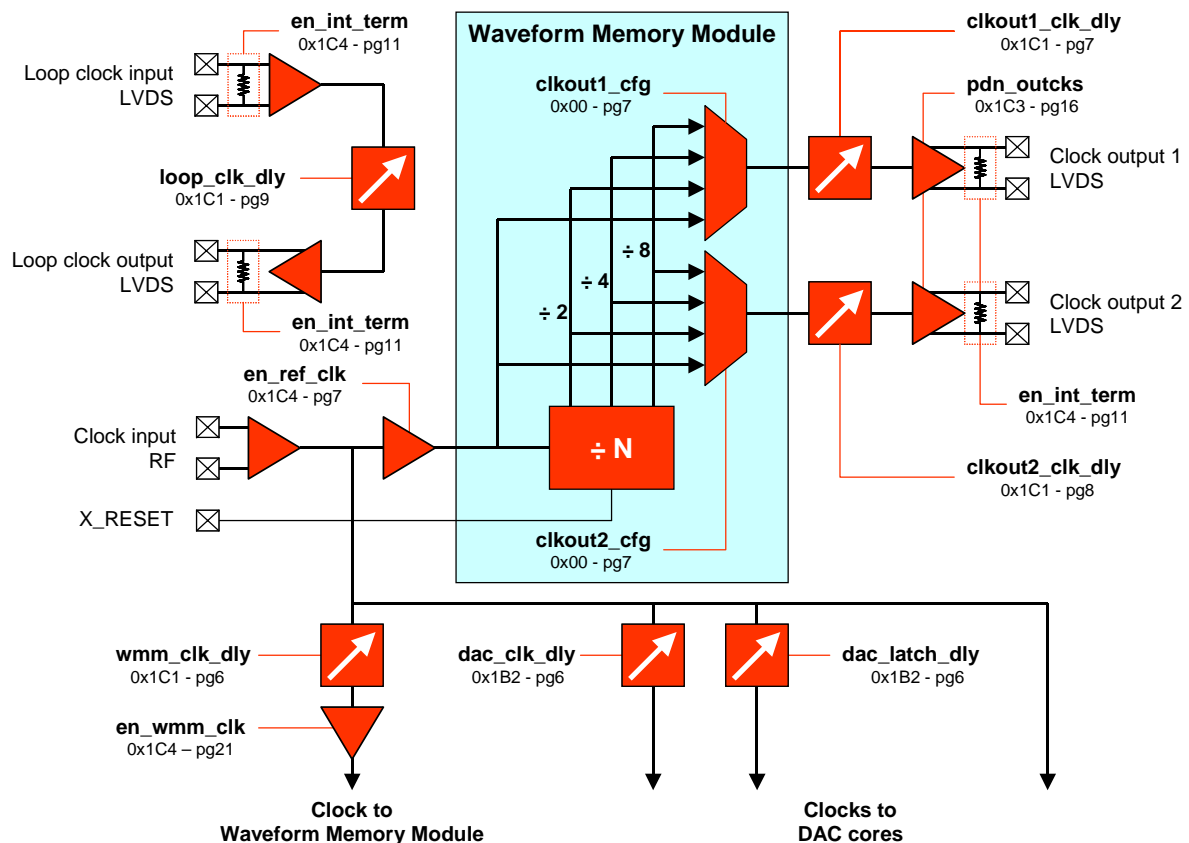 en_int_term
0x1C4 - pg11
Loop clock input
LVDS
loop_clk_dly
0x1C1 - pg9
Loop clock output
LVDS
en_int_term
0x1C4 - pg11
en_ref_clk
0x1C4 - pg7
Clock input
RF
X_RESET
Waveform Memory Module
clkout1_cfg
0x00 - pg7
÷ 8
÷ 4
÷ 2
÷ N
clkout2_cfg
0x00 - pg7
clkout1_clk_dly
0x1C1 - pg7
pdn_outcks
0x1C3 - pg16
Clock output 1
LVDS
Clock output 2
LVDS
en_int_term
0x1C4 - pg11
clkout2_clk_dly
0x1C1 - pg8
wmm_clk_dly
0x1C1 - pg6
en_wmm_clk
0x1C4 – pg21
dac_clk_dly
0x1B2 - pg6
dac_latch_dly
0x1B2 - pg6
Clock to
Waveform Memory Module
Clocks to
DAC cores